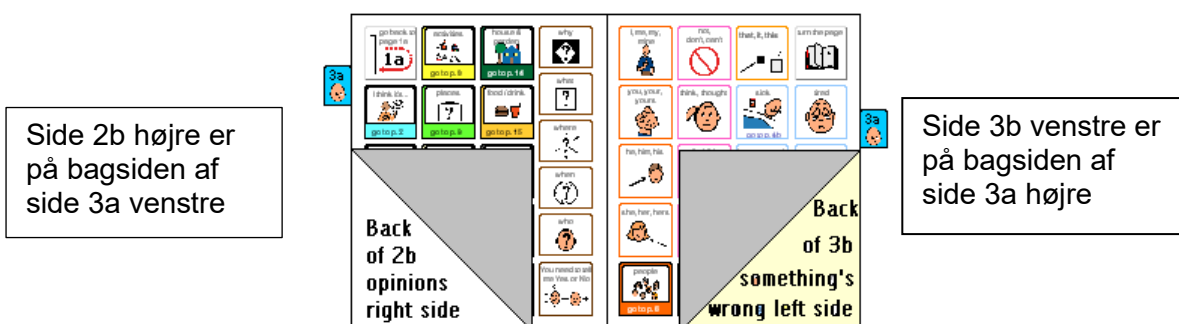 Side 2b højre er
på bagsiden af
side 3a venstre
3a
go back to
page 1a
1a
activities
go to p. 8
house &
garden
go to p. 14
why
what
I think it's...
go to p. 2
places
go to p. 9
food / drink
go to p. 15
where
when
who
You need to tell
me Yes or No
Back
of 2b
opinions
right side
I, me, my,
mine
not,
don't, can't
that, it, this
turn the page
you, your,
yours
think, thought
sick
go to p. 6b
tired
he, him, his
she, her, hers
people
go to p. 6
Back
of 3b
something's
wrong left side
3a
Side 3b venstre er
på bagsiden af
side 3a højre